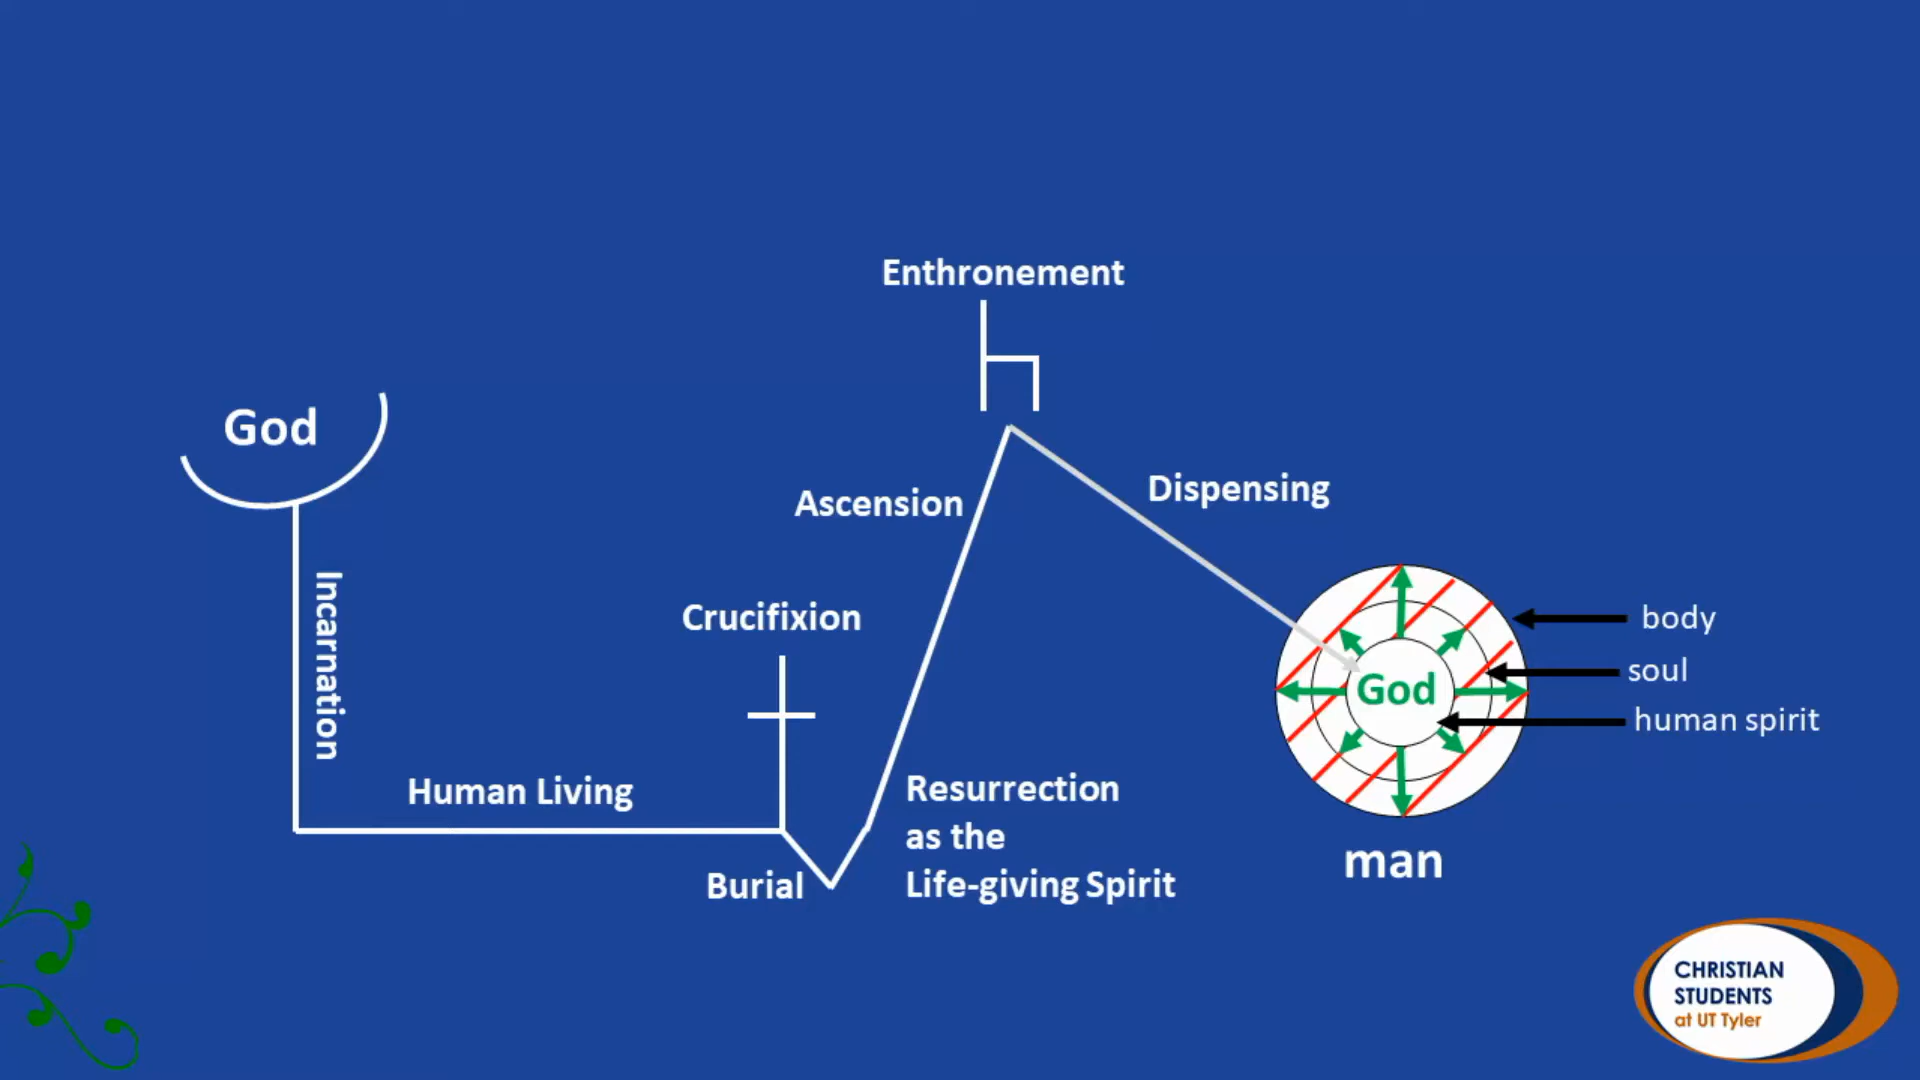 Enthronement
God
Ascension
Dispensing
Incarnation
Crucifixion
body
soul
God
human spirit
Human Living
Resurrection
as the
Life-giving Spirit
Burial
man
CHRISTIAN
STUDENTS
at UT Tyler